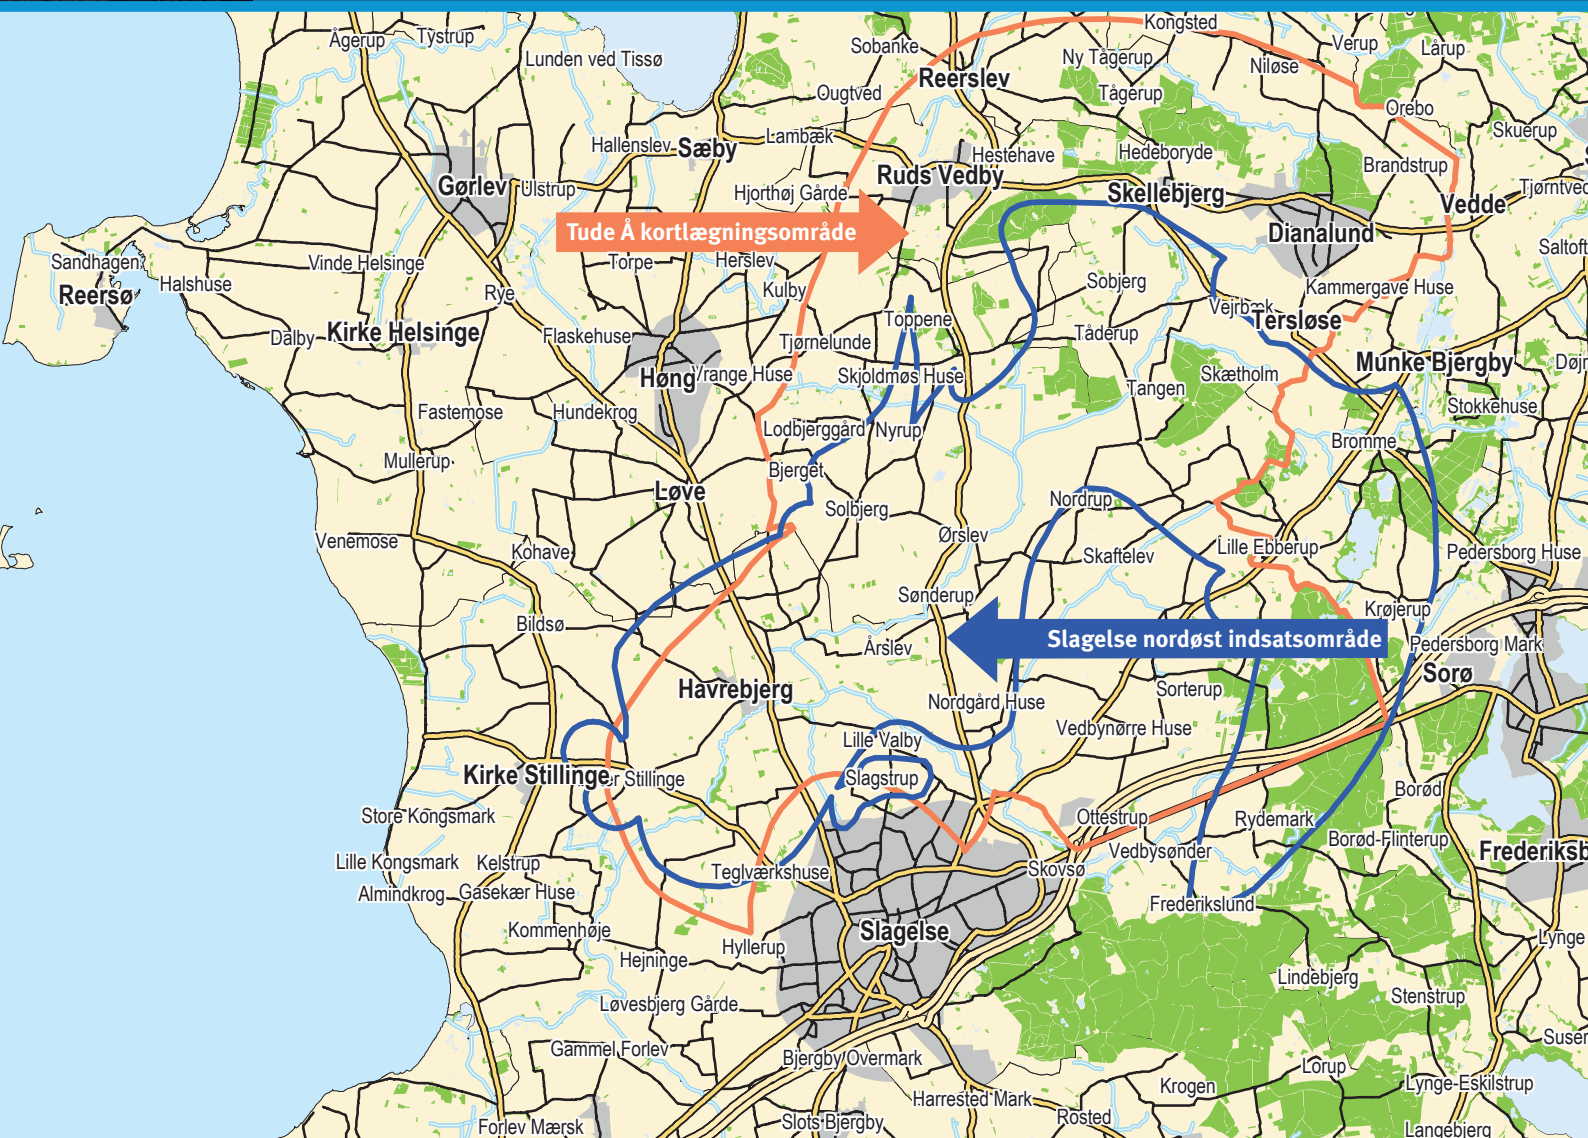 Kongsted
Ågerup
Tystrup
Sobanke
Verup
Lårup
Lunden ved Tissø
Ny Tågerup
Niløse
Reerslev
Ougtved
Tågerup
Orebo
Skuerup
Lambæk
Hallenslev
Sæby
Hestehave
Hedeboryde
Brandstrup
Ruds Vedby
Gørlev
Ulstrup
Hjorthøj Gårde
Skellebjerg
Tjørntved
Vedde
Tude Å kortlægningsområde
Dianalund
Saltoft
Sandhagen
Vinde Helsinge
Torpe
Herslev
Halshuse
Reersø
Rye
Kulby
Sobjerg
Kammergave Huse
Vejrbæk
Toppene
Tersløse
Dalby
Kirke Helsinge
Flaskehuse
Tjørnelunde
Tåderup
Munke Bjergby
Høng
Vrange Huse
Skjoldmøs Huse
Skætholm
Tangen
Fastemose
Hundekrog
Stokkehuse
Lodbjerggård
Nyrup
Bromme
Mullerup
Bjerget
Løve
Nordrup
Solbjerg
Venemose
Kohave
Ørslev
Skaftelev
Lille Ebberup
Pedersborg Huse
Sønderup
Krøjerup
Bildsø
Årslev
Slagelse nordøst indsatsområde
Pedersborg Mark
Sorø
Havrebjerg
Sorterup
Nordgård Huse
Vedbynørre Huse
Lille Valby
Kirke Stillinge
er Stillinge
Slagstrup
Borød
Store Kongsmark
Ottestrup
Rydemark
Borød-Flinterup
Lille Kongsmark
Kelstrup
Vedbysønder
Frederiksb
Teglværkshuse
Skovsø
Almindkrog
Gasekær Huse
Frederikslund
Kommenhøje
Slagelse
Hyllerup
Lynge
Hejninge
Lindebjerg
Løvesbjerg Gårde
Stenstrup
Gammel Forlev
Bjergby Overmark
Lorup
Krogen
Lynge-Eskilstrup
Harrested Mark
Rosted
Forlev Mærsk
Slots Bjergby
Langebjerg